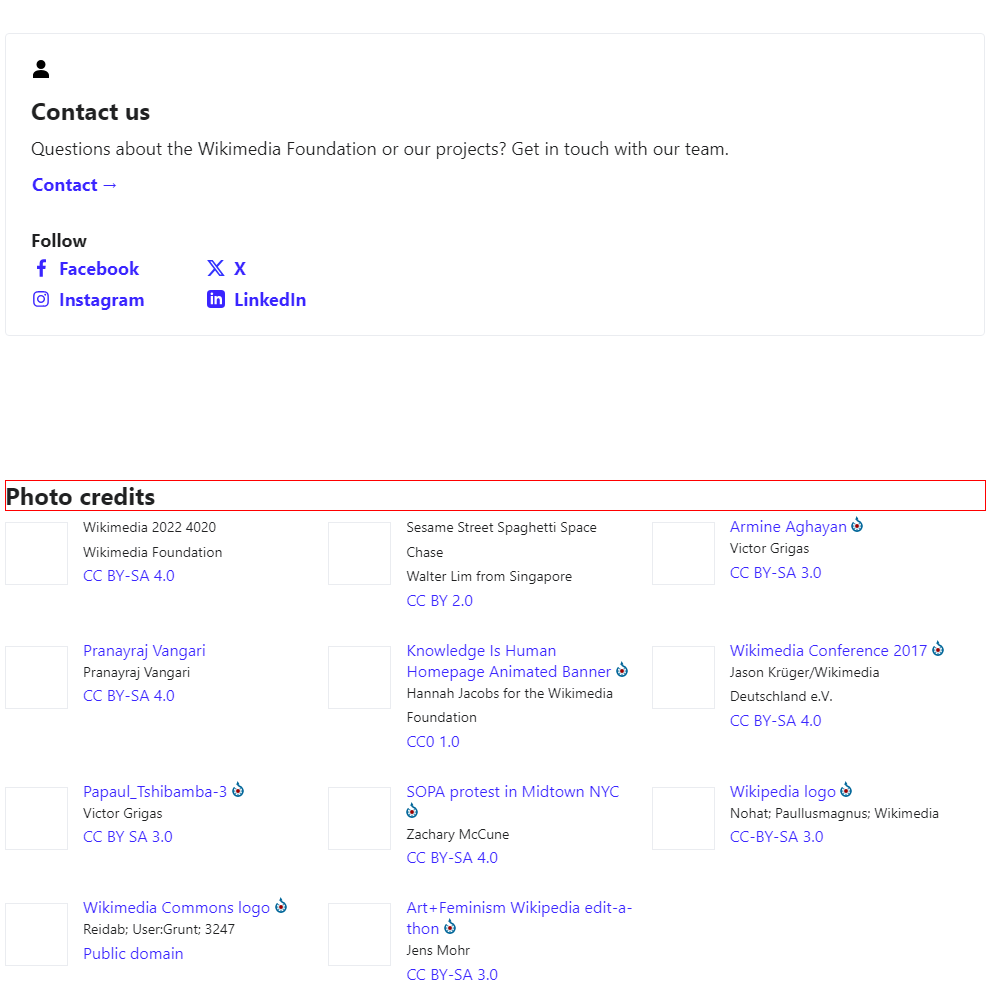 Contact us
Questions about the Wikimedia Foundation or our projects? Get in touch with our team.
Contact →
Follow
Facebook
X
Instagram
LinkedIn
Photo credits
Wikimedia 2022 4020
Wikimedia Foundation
CC BY-SA 4.0
Sesame Street Spaghetti Space
Chase
Walter Lim from Singapore
CC BY 2.0
Armine Aghayan
Victor Grigas
CC BY-SA 3.0
Pranayraj Vangari
Pranayraj Vangari
CC BY-SA 4.0
Knowledge Is Human
Homepage Animated Banner
Hannah Jacobs for the Wikimedia
Foundation
CC0 1.0
Wikimedia Conference 2017
Jason Krüger/Wikimedia
Deutschland e.V.
CC BY-SA 4.0
Papaul_Tshibamba-3
Victor Grigas
CC BY SA 3.0
SOPA protest in Midtown NYC
Zachary McCune
CC BY-SA 4.0
Wikipedia logo
Nohat; Paullusmagnus; Wikimedia
CC-BY-SA 3.0
Wikimedia Commons logo
Reidab; User:Grunt; 3247
Public domain
Art+Feminism Wikipedia edit-a-
thon
Jens Mohr
CC BY-SA 3.0